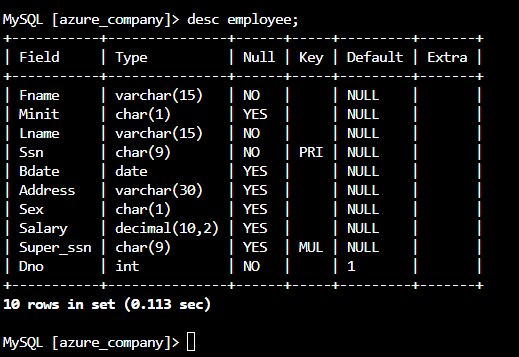 MySQL [azure_company]> desc employee;
+-----------+---------------+------+-----+---------+-------+
| Field     | Type          | Null | Key | Default | Extra |
+-----------+---------------+------+-----+---------+-------+
| Fname     | varchar(15)   | NO   |     | NULL    |       |
| Minit     | char(1)       | YES  |     | NULL    |       |
| Lname     | varchar(15)   | NO   |     | NULL    |       |
| Ssn       | char(9)       | NO   | PRI | NULL    |       |
| Bdate     | date          | YES  |     | NULL    |       |
| Address   | varchar(30)   | YES  |     | NULL    |       |
| Sex       | char(1)       | YES  |     | NULL    |       |
| Salary    | decimal(10,2) | YES  |     | NULL    |       |
| Super_ssn | char(9)       | YES  | MUL | NULL    |       |
| Dno       | int           | NO   |     | 1       |       |
+-----------+---------------+------+-----+---------+-------+
10 rows in set (0.113 sec)
MySQL [azure_company]>